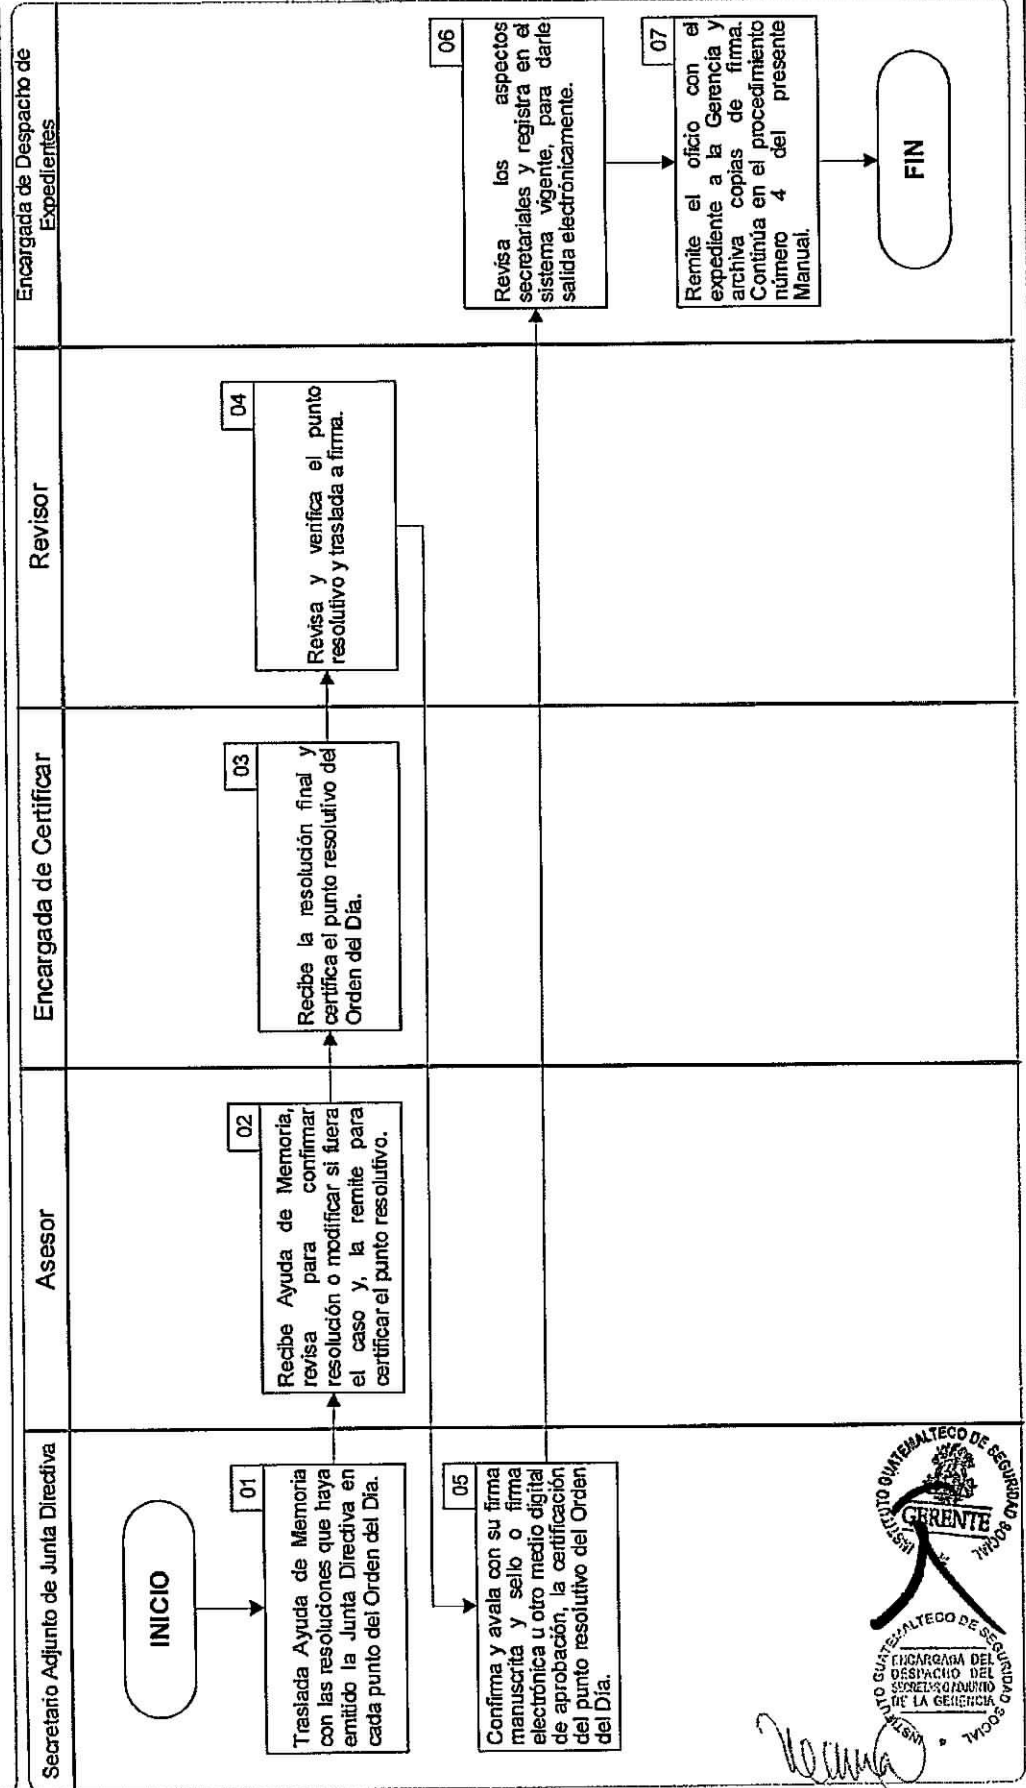 Secretario Adjunto de Junta Directiva
Asesor
Encargada de Certificar
Revisor
Encargada de Despacho de
Expedientes
INICIO
01
Traslada Ayuda de Memoria
con las resoluciones que haya
emitido la Junta Directiva en
cada punto del Orden del Día.
02
Recibe Ayuda de Memoria,
revisa para confirmar
resolución o modificar si fuera
el caso y, la remite para
certificar el punto resolutivo.
03
Recibe la resolución final y
certifica el punto resolutivo del
Orden del Día.
04
Revisa y verifica el punto
resolutivo y traslada a firma.
05
Confirma y avala con su firma
manuscrita y sello o firma
electrónica u otro medio digital
de aprobación, la certificación
del punto resolutivo del Orden
del Día.
06
Revisa los aspectos
secretariales y registra en el
sistema vigente, para darle
salida electrónicamente.
07
Remite el oficio con el
expediente a la Gerencia y
archiva copias de firma.
Continúa en el procedimiento
número 4 del presente
Manual.
FIN
INSTITUTO GUATEMALTECO DE SEGURIDAD SOCIAL
ENCARGADA DEL
DESPACHO DEL
SECRETARIO ADJUNTO
DE LA GERENCIA
INSTITUTO GUATEMALTECO DE SEGURIDAD SOCIAL
GERENTE